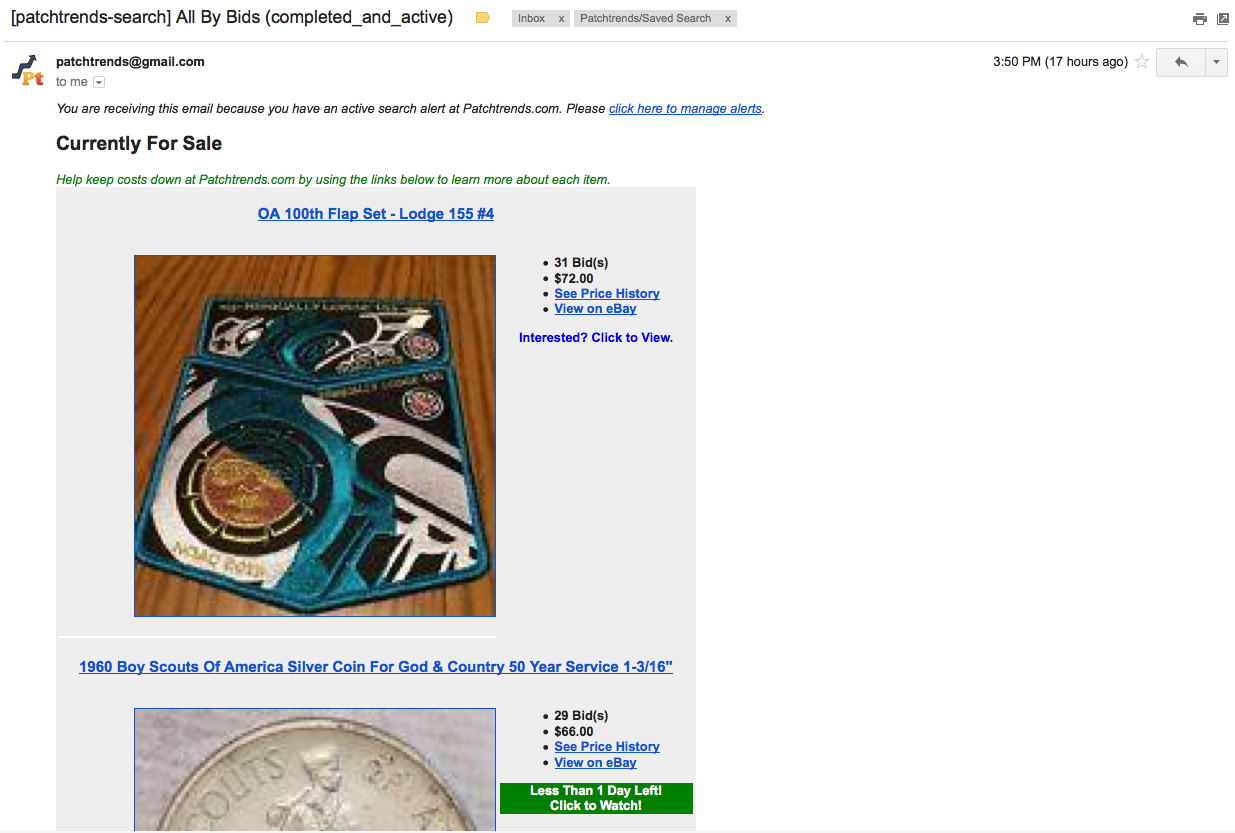 [patchtrends-search] All By Bids (completed_and_active)
Inbox x
Patchtrends/Saved Search x
Pt
patchtrends@gmail.com
3:50 PM (17 hours ago)
to me
You are receiving this email because you have an active search alert at Patchtrends.com. Please click here to manage alerts.
Currently For Sale
Help keep costs down at Patchtrends.com by using the links below to learn more about each item.
OA 100th Flap Set - Lodge 155 #4
31 Bid(s)
$72.00
See Price History
View on eBay
Interested? Click to View.
LODGE 155
NOAC 2015
1960 Boy Scouts Of America Silver Coin For God & Country 50 Year Service 1-3/16"
29 Bid(s)
$66.00
See Price History
View on eBay
Less Than 1 Day Left!
Click to Watch!
SCOUTS